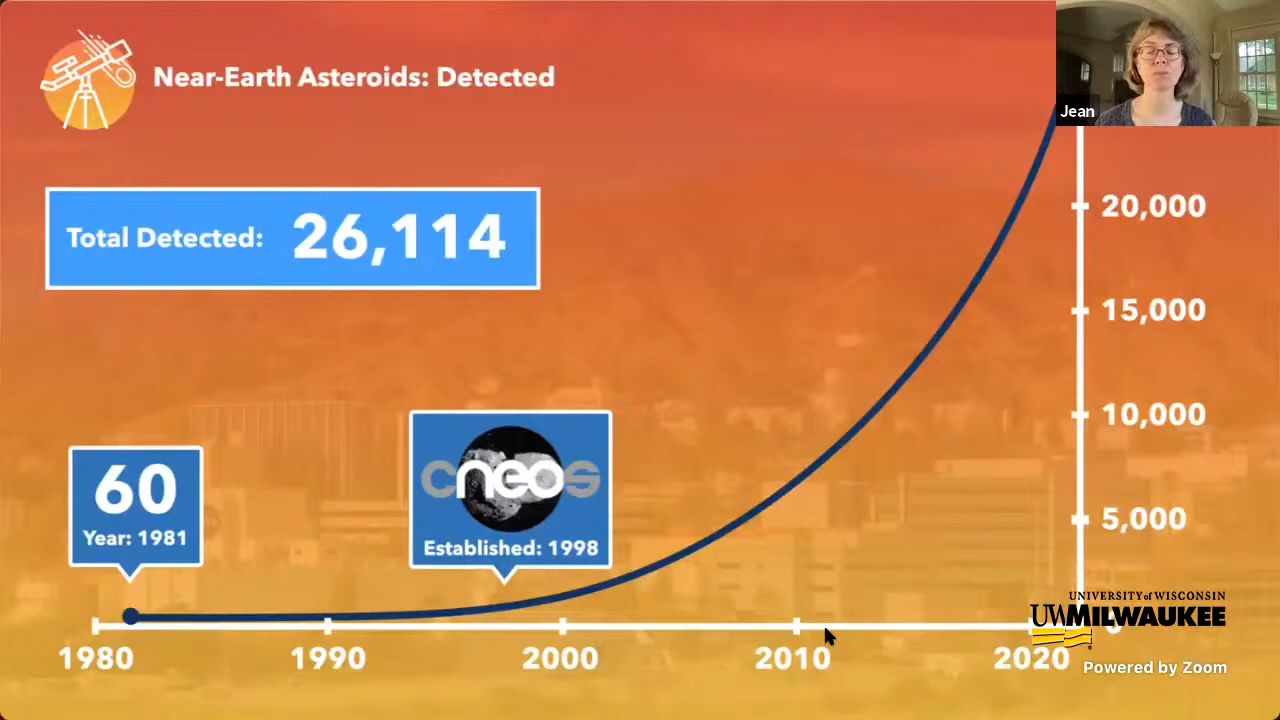 Near-Earth Asteroids: Detected
Jean
Total Detected: 26,114
20,000
15,000
10,000
5,000
60
Year: 1981
cneos
Established: 1998
1980
1990
2000
2010
2020
UNIVERSITY of WISCONSIN
UWMILWAUKEE
Powered by Zoom